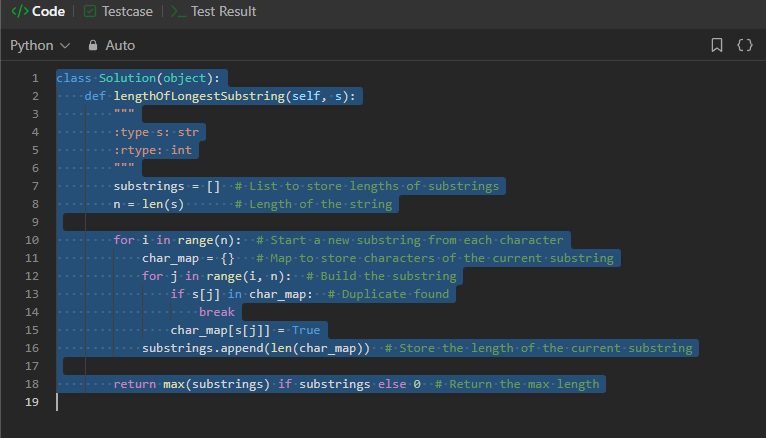 </> Code | Testcase | >_ Test Result
Python Auto {}
1 class Solution(object):
2     def lengthOfLongestSubstring(self, s):
3         """
4         :type s: str
5         :rtype: int
6         """
7         substrings = []  # List to store lengths of substrings
8         n = len(s)       # Length of the string
9
10         for i in range(n):  # Start a new substring from each character
11             char_map = {}   # Map to store characters of the current substring
12             for j in range(i, n):  # Build the substring
13                 if s[j] in char_map:  # Duplicate found
14                     break
15                 char_map[s[j]] = True
16             substrings.append(len(char_map))  # Store the length of the current substring
17
18         return max(substrings) if substrings else 0  # Return the max length
19